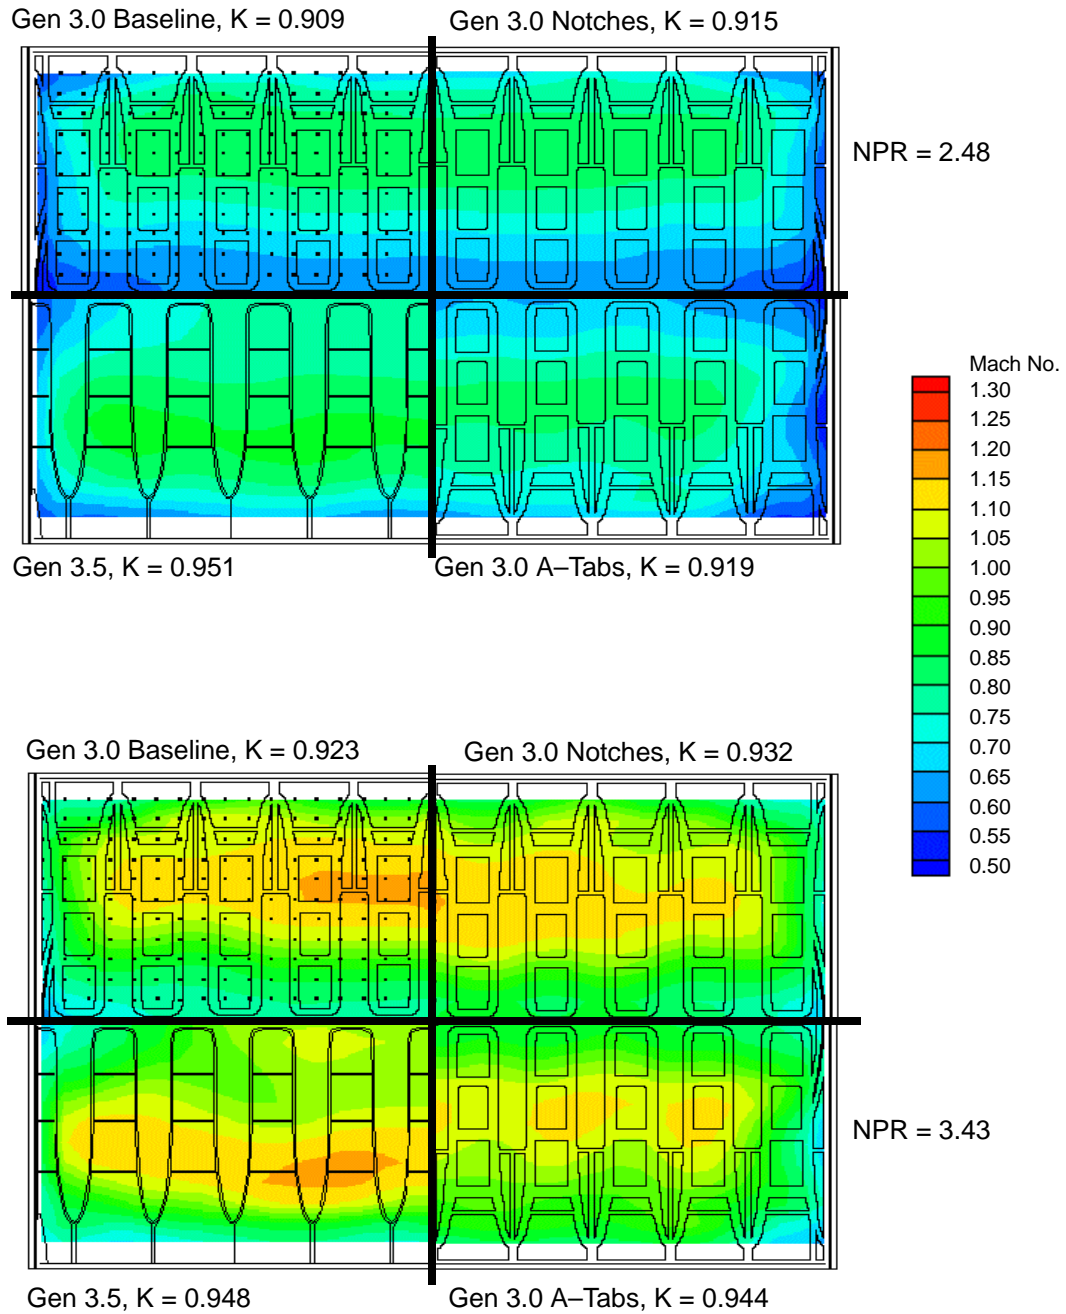 Gen 3.0 Baseline, K = 0.909
Gen 3.0 Notches, K = 0.915
NPR = 2.48
Gen 3.5, K = 0.951
Gen 3.0 A–Tabs, K = 0.919
Mach No.
1.30
1.25
1.20
1.15
1.10
1.05
1.00
0.95
0.90
0.85
0.80
0.75
0.70
0.65
0.60
0.55
0.50
Gen 3.0 Baseline, K = 0.923
Gen 3.0 Notches, K = 0.932
NPR = 3.43
Gen 3.5, K = 0.948
Gen 3.0 A–Tabs, K = 0.944